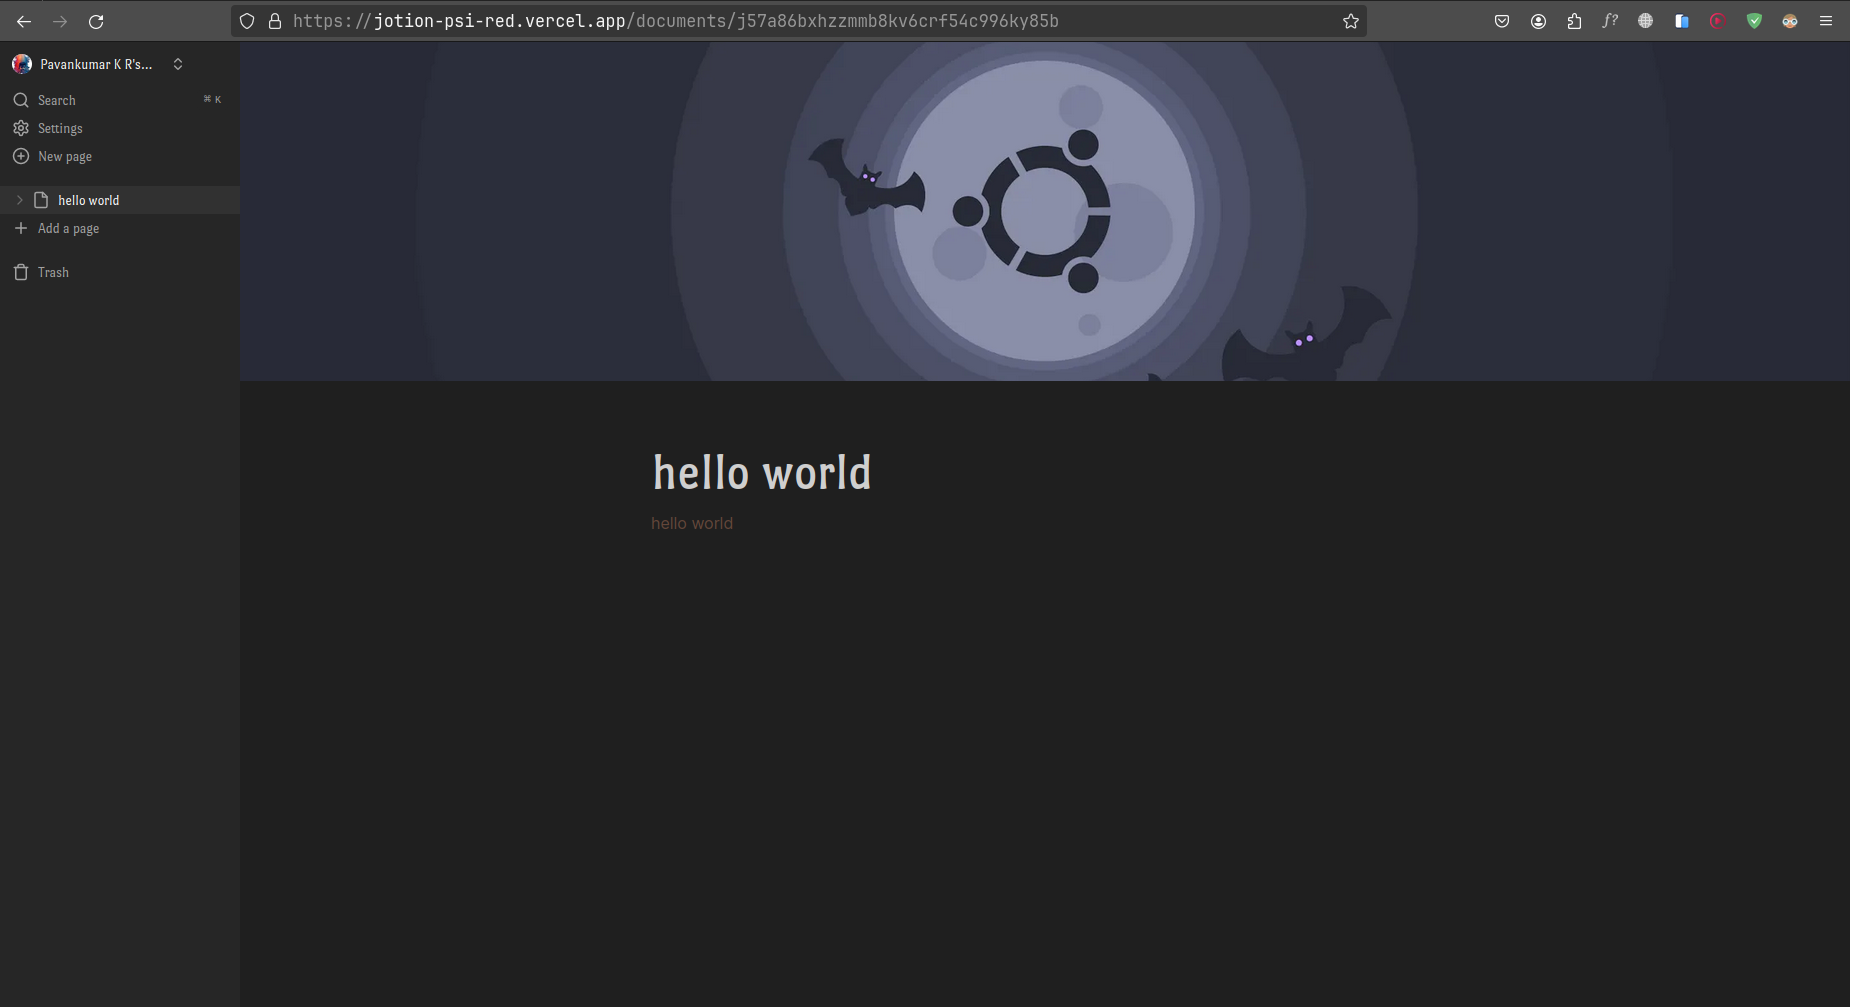 https://jotion-psi-red.vercel.app/documents/j57a86bxhzzmmb8kv6crf54c996ky85b
f?
Pavankumar K R's...
Search ⌘ K
Settings
New page
hello world
Add a page
Trash
hello world
hello world